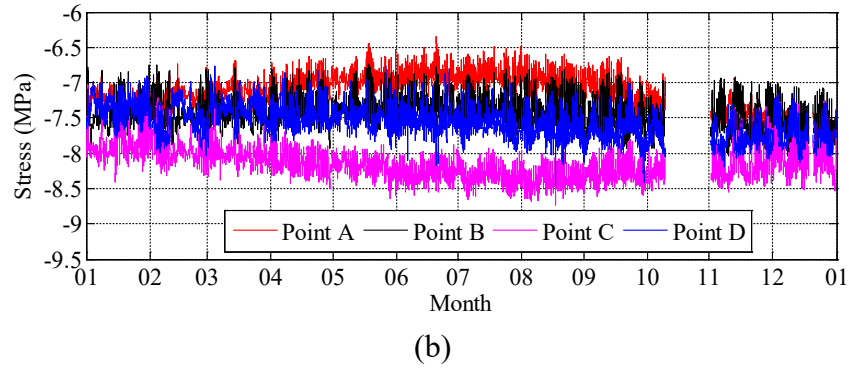 -6
-6.5
-7
-7.5
-8
-8.5
-9
-9.5
Stress (MPa)
Point A Point B Point C Point D
01 02 03 04 05 06 07 08 09 10 11 12 01
Month
(b)